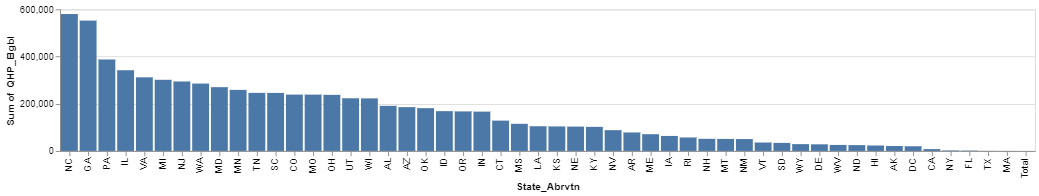 600,000
400,000
200,000
0
Sum of QHP_Elgbl
NC GA PA IL VA MI NJ WA MD MN TN SC CO MO OH UT WI AL AZ OK ID OR IN CT MS LA KS NE KY NV AR ME IA RI NH MT NM VT SD WY DE WV ND HI AK DC CA NY FL TX MA Total
State_Abrvtn